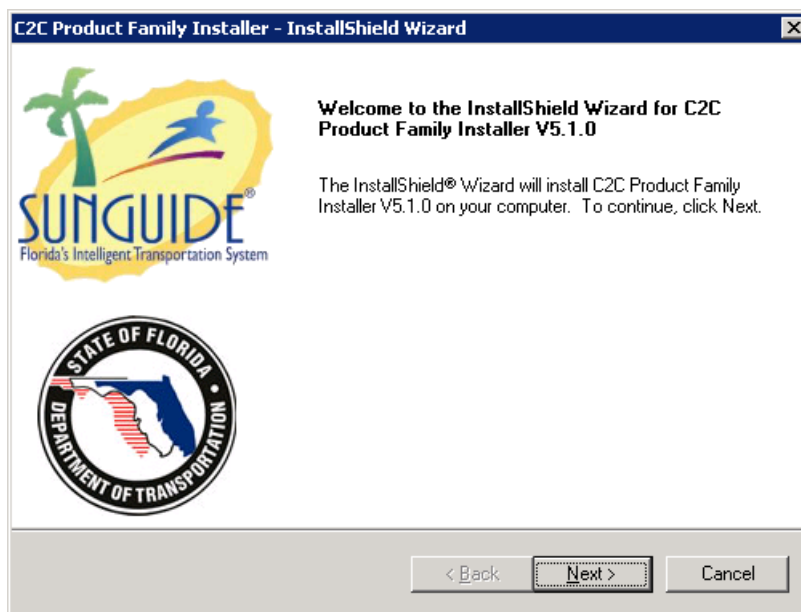 C2C Product Family Installer - InstallShield Wizard
SUNGUIDE®
Florida's Intelligent Transportation System
Welcome to the InstallShield Wizard for C2C
Product Family Installer V5.1.0
The InstallShield® Wizard will install C2C Product Family
Installer V5.1.0 on your computer. To continue, click Next.
STATE OF FLORIDA
DEPARTMENT OF TRANSPORTATION
< Back
Next >
Cancel